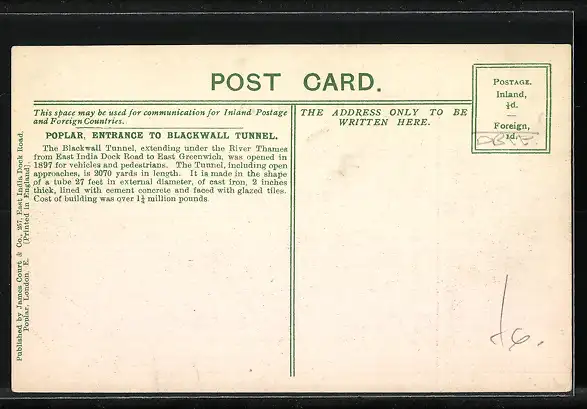 POST CARD.
This space may be used for communication for Inland Postage
and Foreign Countries.
POPLAR. ENTRANCE TO BLACKWALL TUNNEL.
The Blackwall Tunnel, extending under the River Thames
from East India Dock Road to East Greenwich, was opened in
1897 for vehicles and pedestrians. The Tunnel, including open
approaches, is 2070 yards in length. It is made in the shape
of a tube 27 feet in external diameter, of cast iron, 2 inches
thick, lined with cement concrete and faced with glazed tiles.
Cost of building was over 1¼ million pounds.
THE ADDRESS ONLY TO BE
WRITTEN HERE.
POSTAGE.
Inland,
½d.
—
Foreign,
1d.
Published by James Court & Co., 257, East India Dock Road,
Poplar, London, E. [Printed in England].